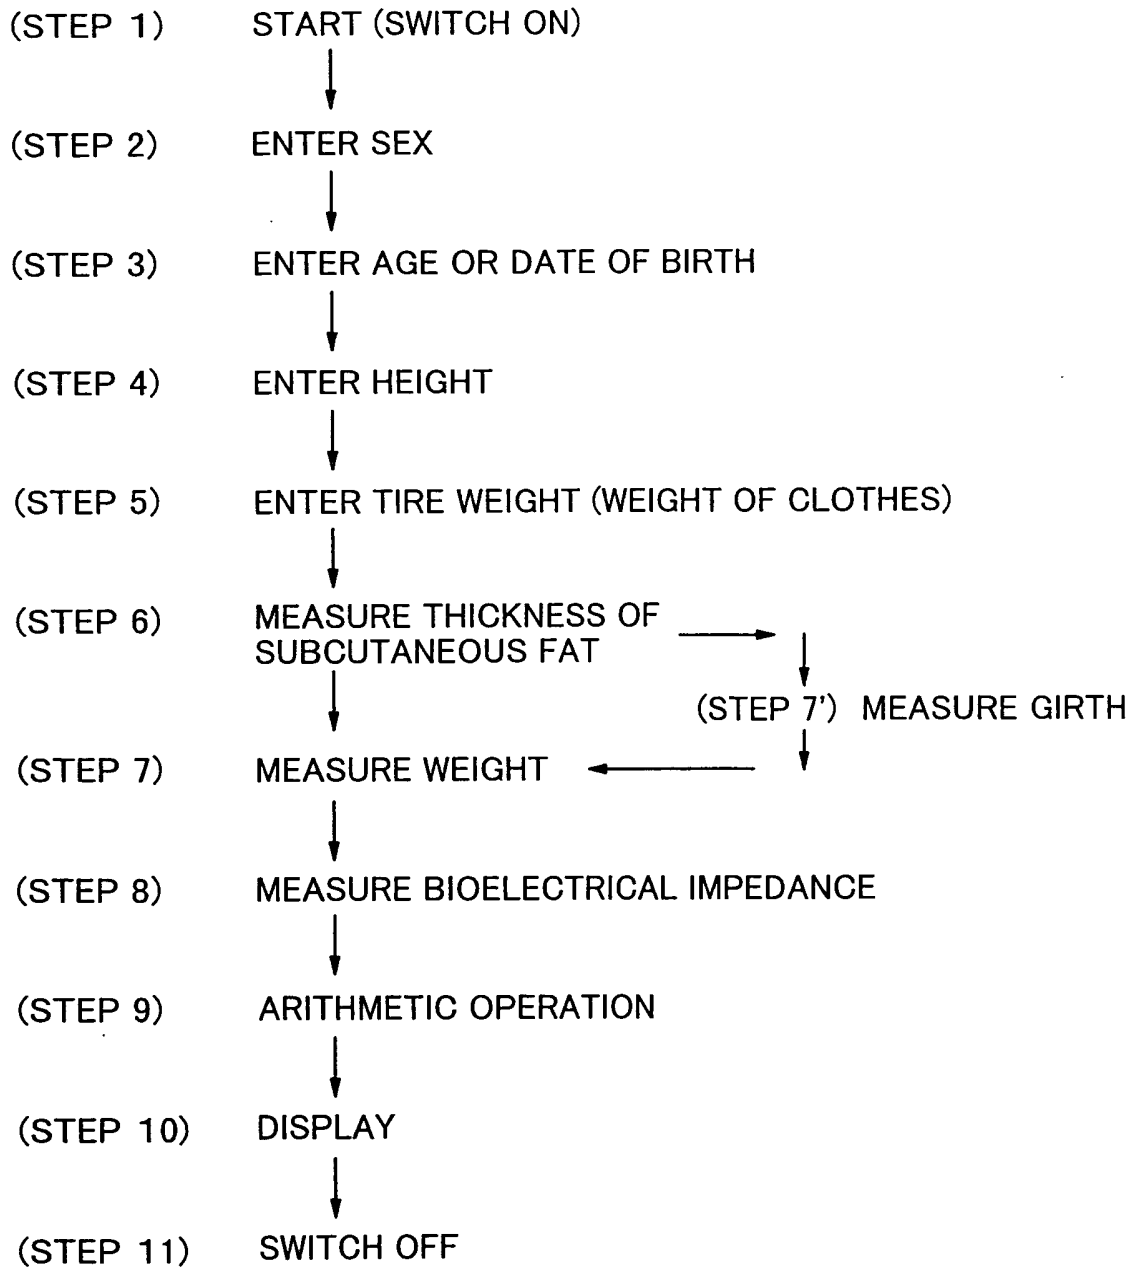 (STEP 1) START (SWITCH ON)
(STEP 2) ENTER SEX
(STEP 3) ENTER AGE OR DATE OF BIRTH
(STEP 4) ENTER HEIGHT
(STEP 5) ENTER TIRE WEIGHT (WEIGHT OF CLOTHES)
(STEP 6) MEASURE THICKNESS OF
SUBCUTANEOUS FAT
(STEP 7') MEASURE GIRTH
(STEP 7) MEASURE WEIGHT
(STEP 8) MEASURE BIOELECTRICAL IMPEDANCE
(STEP 9) ARITHMETIC OPERATION
(STEP 10) DISPLAY
(STEP 11) SWITCH OFF